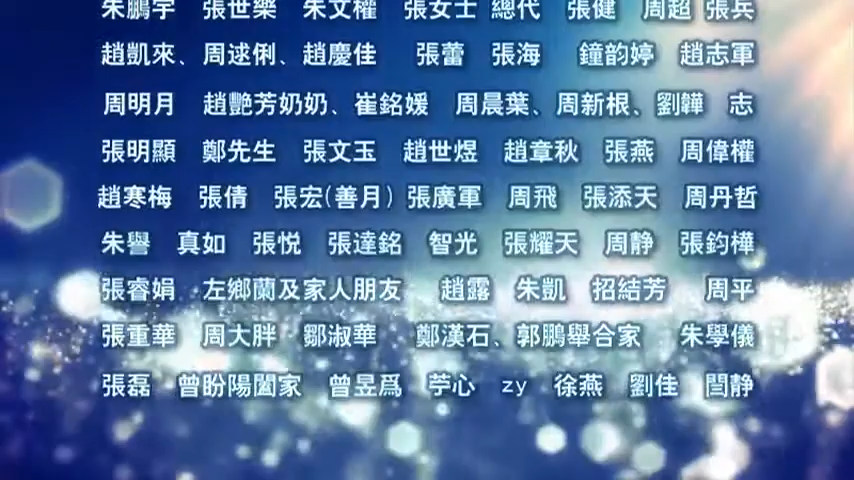 朱鵬宇 張世樂 朱文權 張女士 總代 張健 周超 張兵
趙凱來、周逑俐、趙慶佳 張蕾 張海 鐘韵婷 趙志軍
周明月 趙艷芳奶奶、崔銘媛 周晨葉、周新根、劉韡 志
張明顯 鄭先生 張文玉 趙世煜 趙章秋 張燕 周偉權
趙寒梅 張倩 張宏(善月) 張廣軍 周飛 張添天 周丹哲
朱譽 真如 張悦 張達銘 智光 張耀天 周静 張鈞樺
張睿娟 左鄉蘭及家人朋友 趙露 朱凱 招結芳 周平
張重華 周大胖 鄒淑華 鄭漢石、郭鵬舉合家 朱學儀
張磊 曾盼陽闔家 曾昱爲 苧心 zy 徐燕 劉佳 閆静